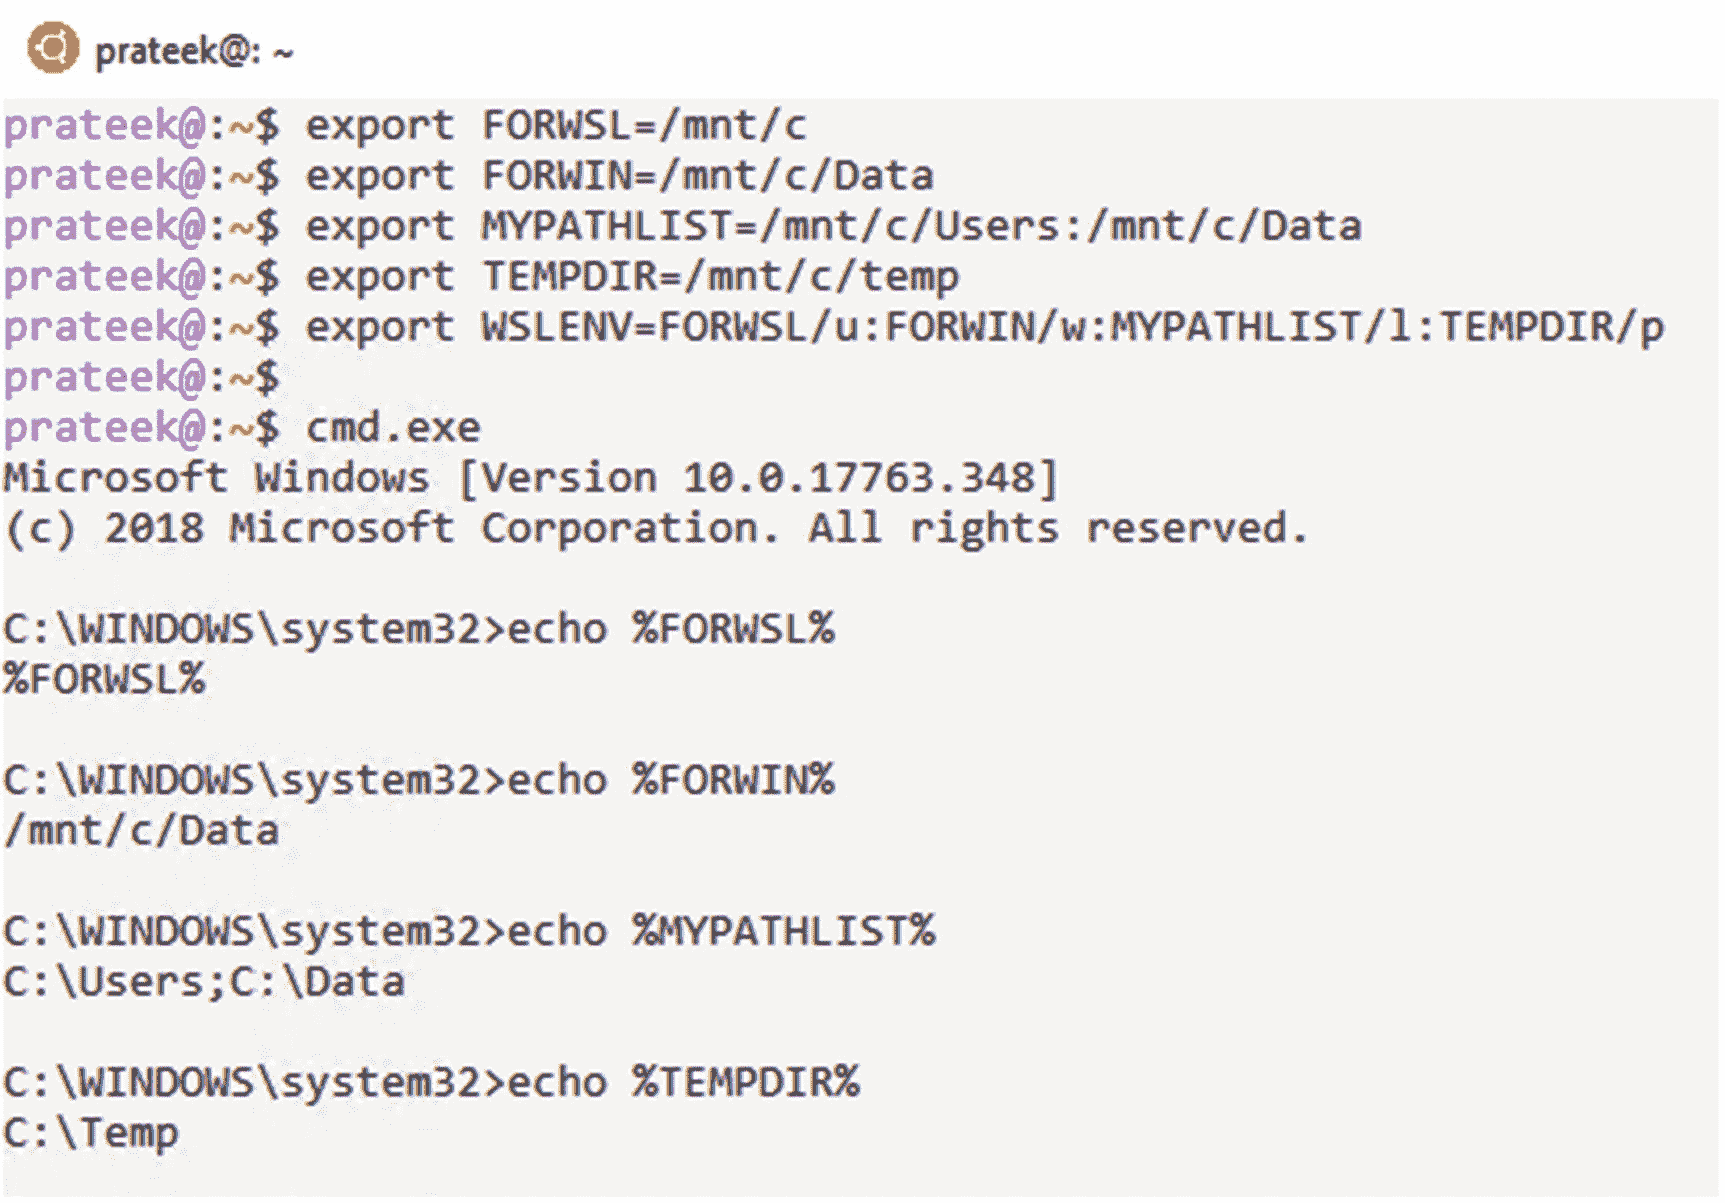 prateek@: ~
prateek@:~$ export FORWSL=/mnt/c
prateek@:~$ export FORWIN=/mnt/c/Data
prateek@:~$ export MYPATHLIST=/mnt/c/Users:/mnt/c/Data
prateek@:~$ export TEMPDIR=/mnt/c/temp
prateek@:~$ export WSLENV=FORWSL/u:FORWIN/w:MYPATHLIST/l:TEMPDIR/p
prateek@:~$
prateek@:~$ cmd.exe
Microsoft Windows [Version 10.0.17763.348]
(c) 2018 Microsoft Corporation. All rights reserved.
C:\WINDOWS\system32>echo %FORWSL%
%FORWSL%
C:\WINDOWS\system32>echo %FORWIN%
/mnt/c/Data
C:\WINDOWS\system32>echo %MYPATHLIST%
C:\Users;C:\Data
C:\WINDOWS\system32>echo %TEMPDIR%
C:\Temp